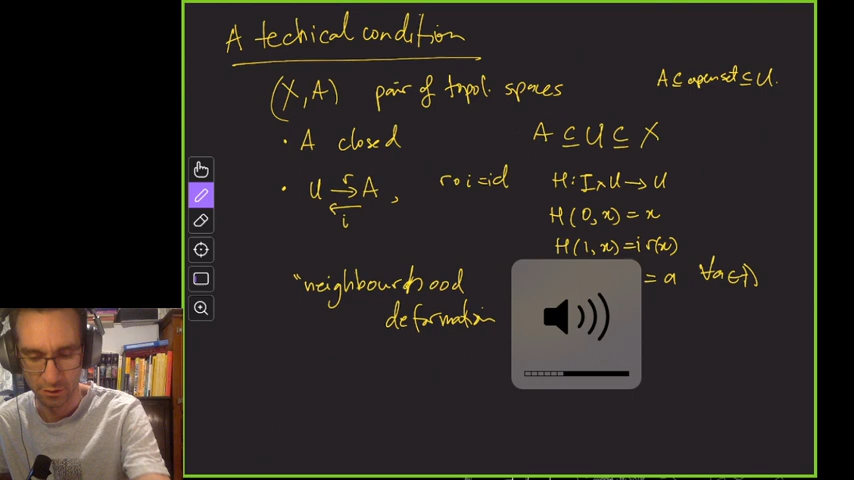 A techical condition
(X, A) pair of topol. spaces
A ⊆ open set ⊆ U.
• A closed
A ⊆ U ⊆ X
• U r→ A, r∘i=id
←i
H: I×U → U
H(0,x) = x
H(1,x) = i r(x)
= a ∀a∈A
"neighbourhood
deformation